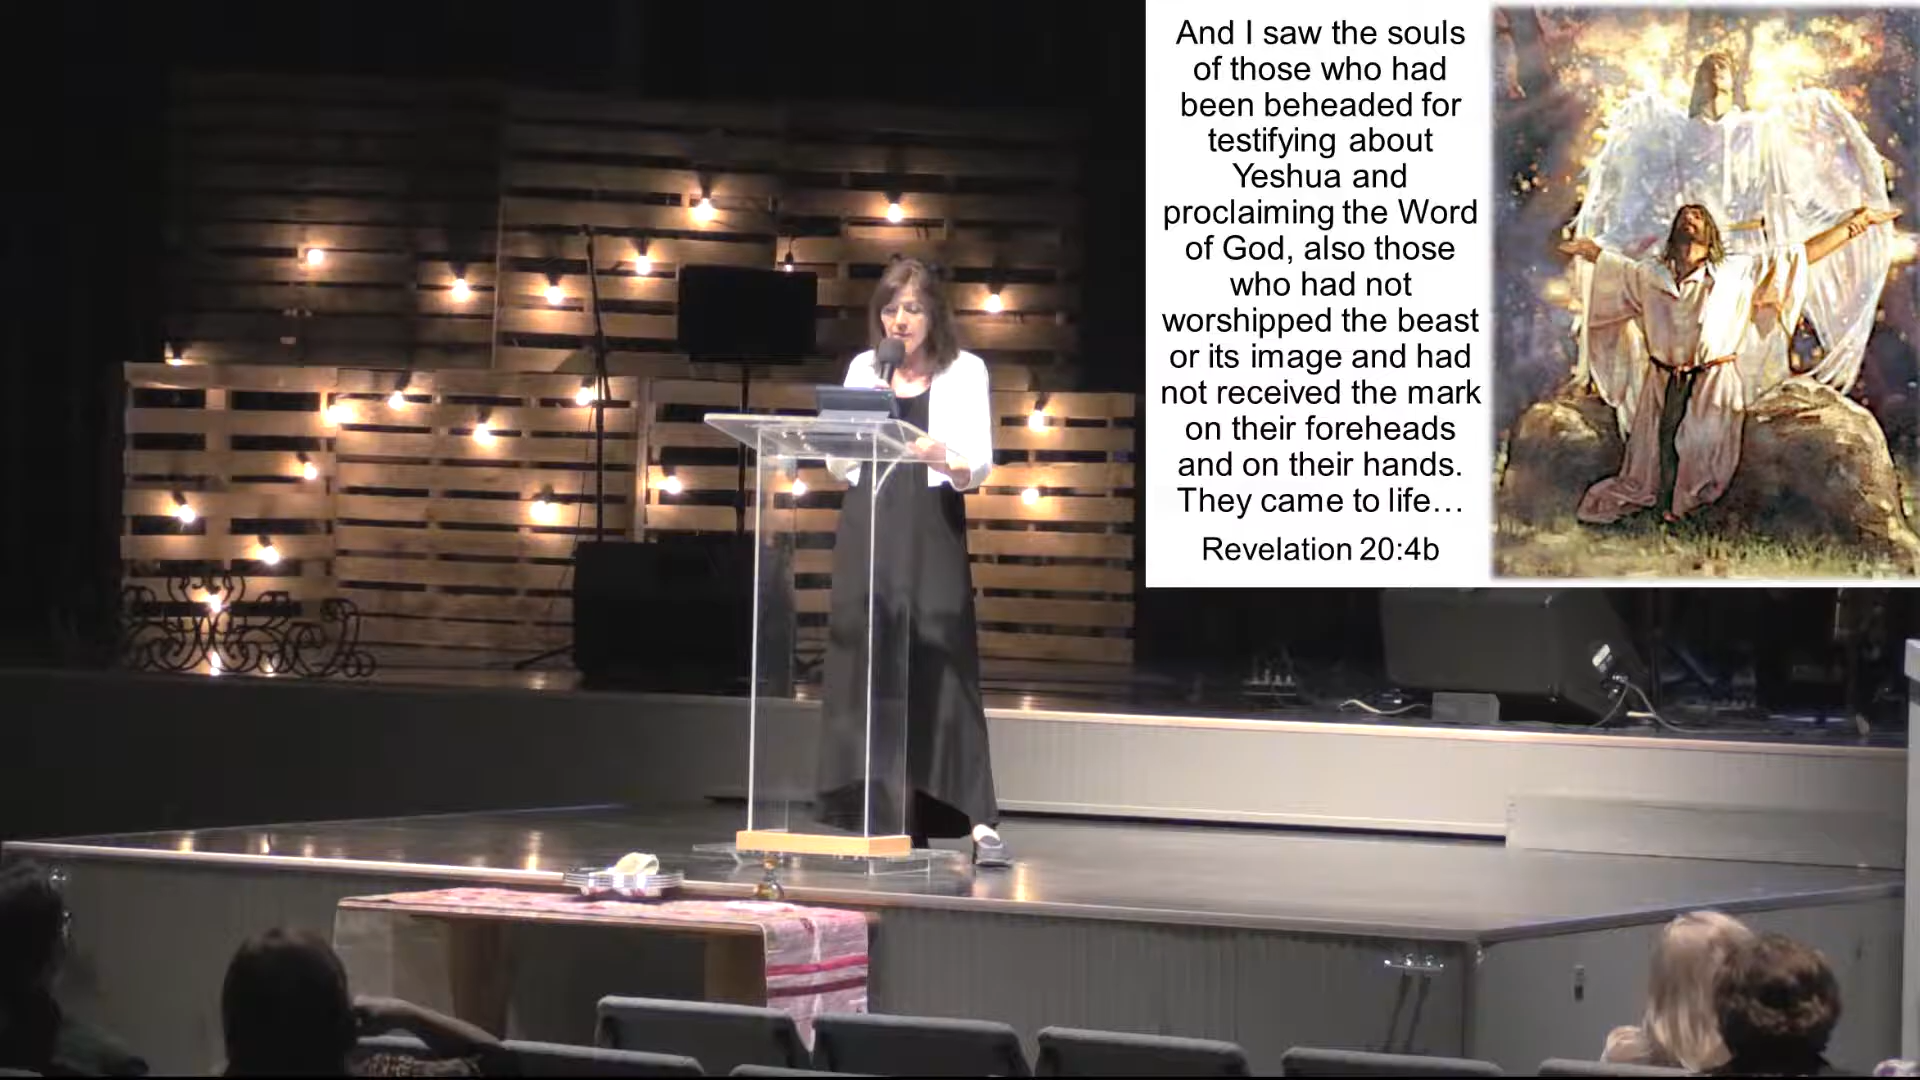 And I saw the souls
of those who had
been beheaded for
testifying about
Yeshua and
proclaiming the Word
of God, also those
who had not
worshipped the beast
or its image and had
not received the mark
on their foreheads
and on their hands.
They came to life…
Revelation 20:4b